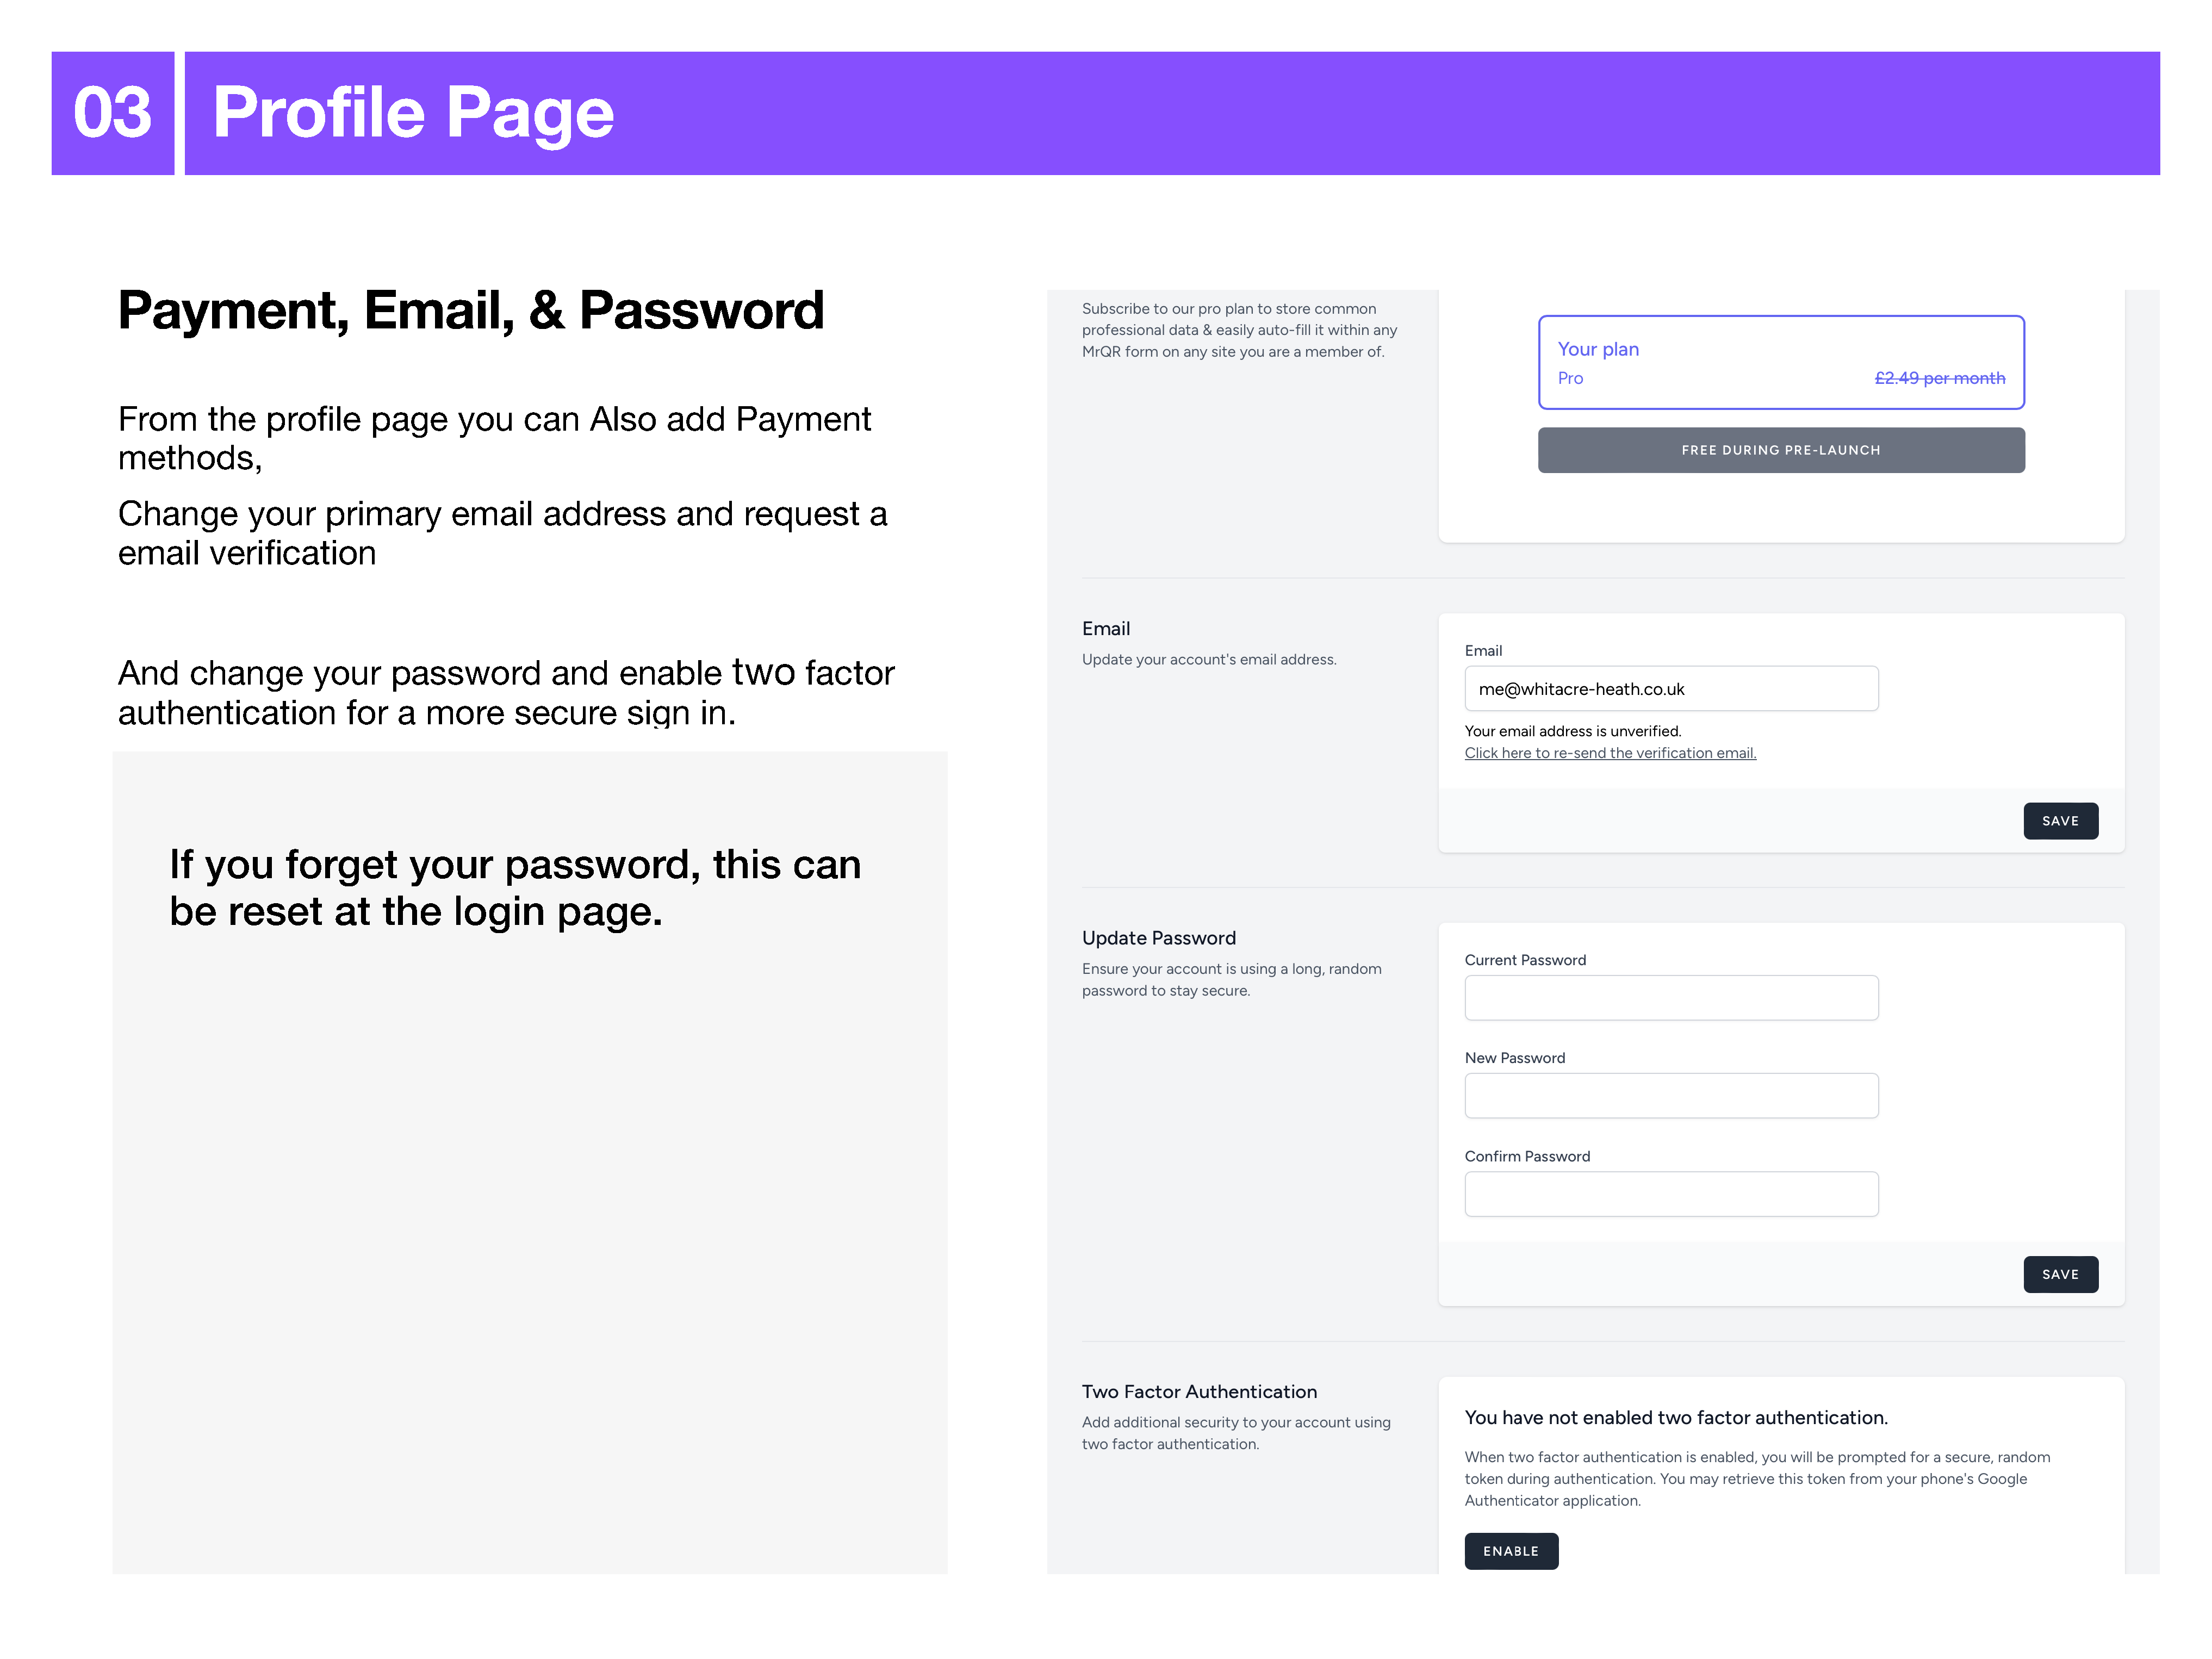 03 Profile Page
Payment, Email, & Password
From the profile page you can Also add Payment
methods,
Change your primary email address and request a
email verification
And change your password and enable two factor
authentication for a more secure sign in.
If you forget your password, this can
be reset at the login page.
Subscribe to our pro plan to store common
professional data & easily auto-fill it within any
MrQR form on any site you are a member of.
Your plan
Pro £2.49 per month
FREE DURING PRE-LAUNCH
Email
Update your account's email address.
Email
me@whitacre-heath.co.uk
Your email address is unverified.
Click here to re-send the verification email.
SAVE
Update Password
Ensure your account is using a long, random
password to stay secure.
Current Password
New Password
Confirm Password
SAVE
Two Factor Authentication
Add additional security to your account using
two factor authentication.
You have not enabled two factor authentication.
When two factor authentication is enabled, you will be prompted for a secure, random
token during authentication. You may retrieve this token from your phone's Google
Authenticator application.
ENABLE